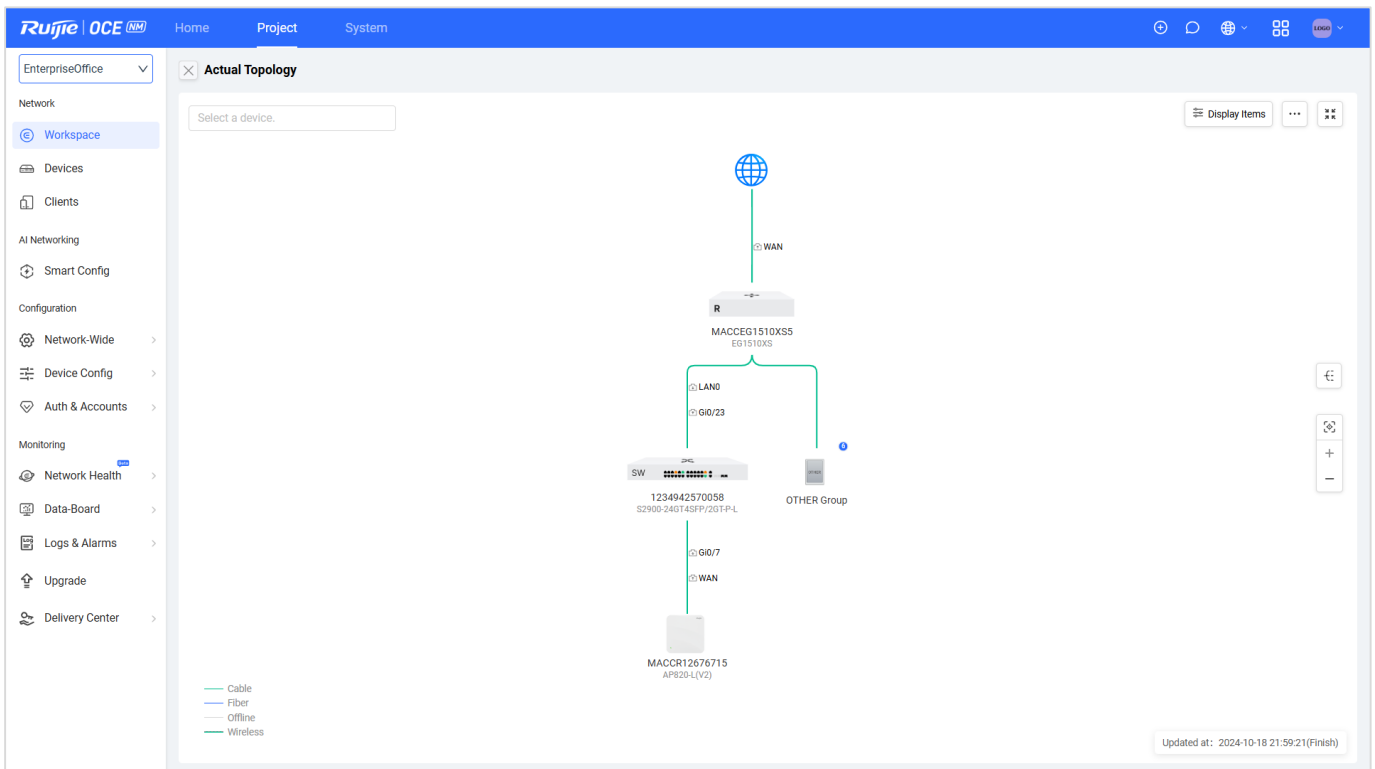 Ruijie | OCE NM
Home Project System
LOGO
EnterpriseOffice
Actual Topology
Network
Workspace
Devices
Clients
AI Networking
Smart Config
Configuration
Network-Wide
Device Config
Auth & Accounts
Monitoring
Beta
Network Health
Data-Board
Logs & Alarms
Upgrade
Delivery Center
Select a device.
Display Items
WAN
R
MACCEG1510XS5
EG1510XS
LAN0
Gi0/23
6
SW
1234942570058
S2900-24GT4SFP/2GT-P-L
OTHER Group
Gi0/7
WAN
MACCR12676715
AP820-L(V2)
Cable
Fiber
Offline
Wireless
Updated at: 2024-10-18 21:59:21(Finish)